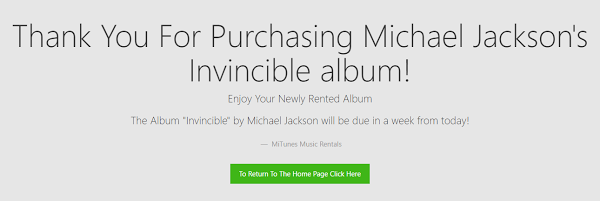 Thank You For Purchasing Michael Jackson's
Invincible album!
Enjoy Your Newly Rented Album
The Album "Invincible" by Michael Jackson will be due in a week from today!
— MiTunes Music Rentals
To Return To The Home Page Click Here